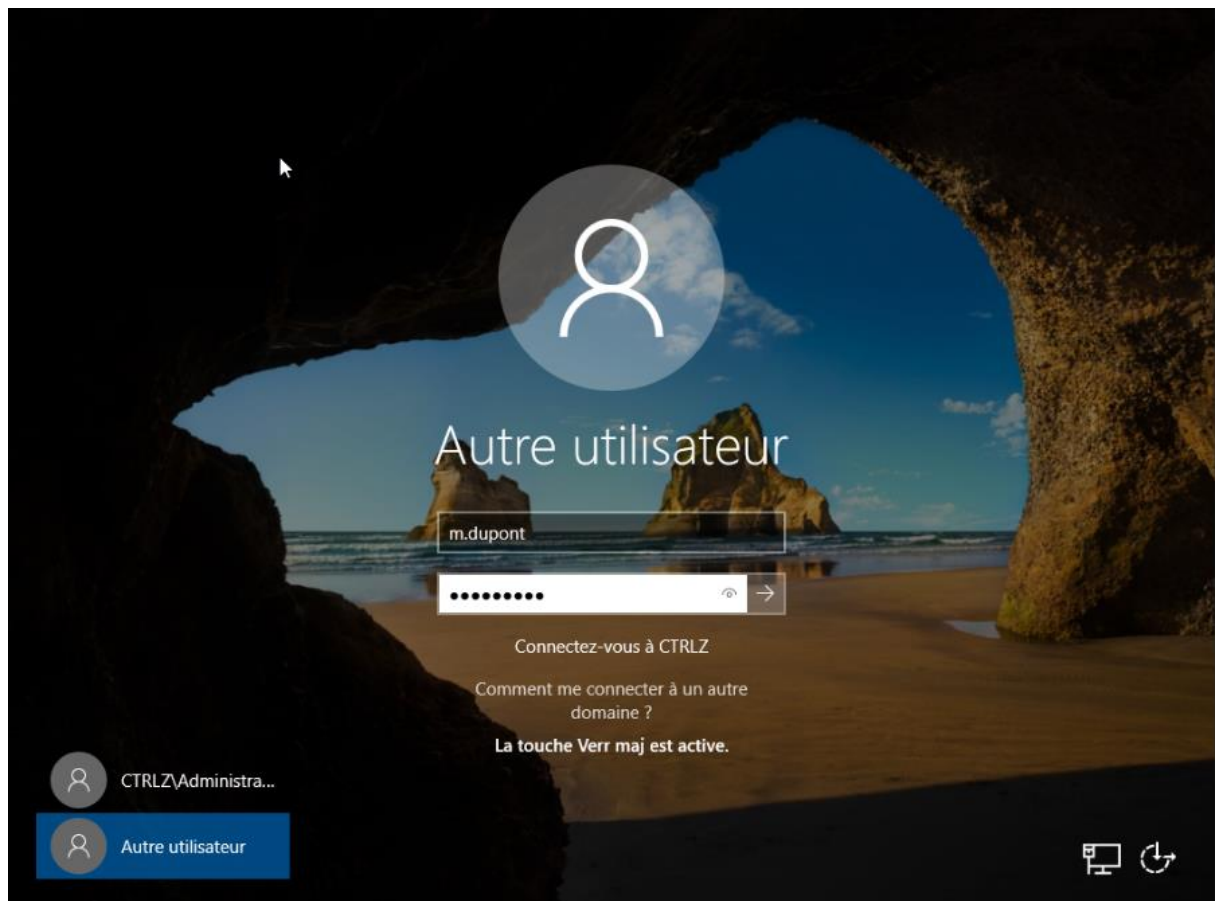 Autre utilisateur
m.dupont
Connectez-vous à CTRLZ
Comment me connecter à un autre
domaine ?
La touche Verr maj est active.
CTRLZ\Administra...
Autre utilisateur